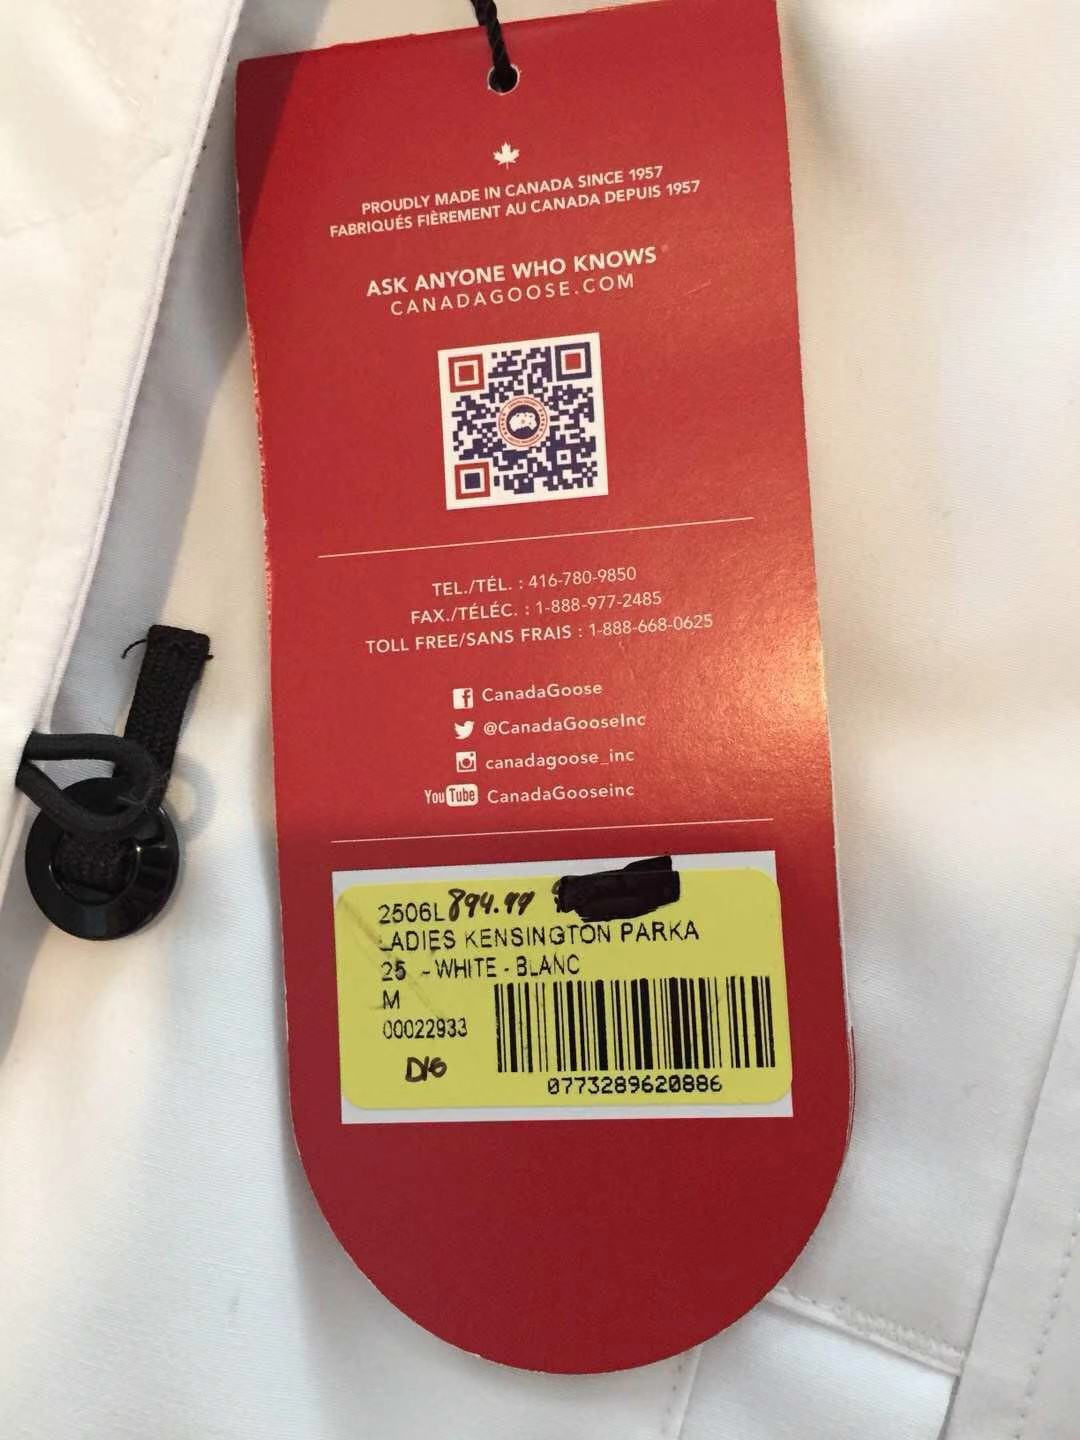 PROUDLY MADE IN CANADA SINCE 1957
FABRIQUÉS FIÈREMENT AU CANADA DEPUIS 1957
ASK ANYONE WHO KNOWS®
CANADAGOOSE.COM
TEL./TÉL. : 416-780-9850
FAX./TÉLÉC. : 1-888-977-2485
TOLL FREE/SANS FRAIS : 1-888-668-0625
CanadaGoose
@CanadaGooseInc
canadagoose_inc
YouTube CanadaGooseinc
2506L 894.99
LADIES KENSINGTON PARKA
25 - WHITE - BLANC
M
00022933
D16
0773289620886